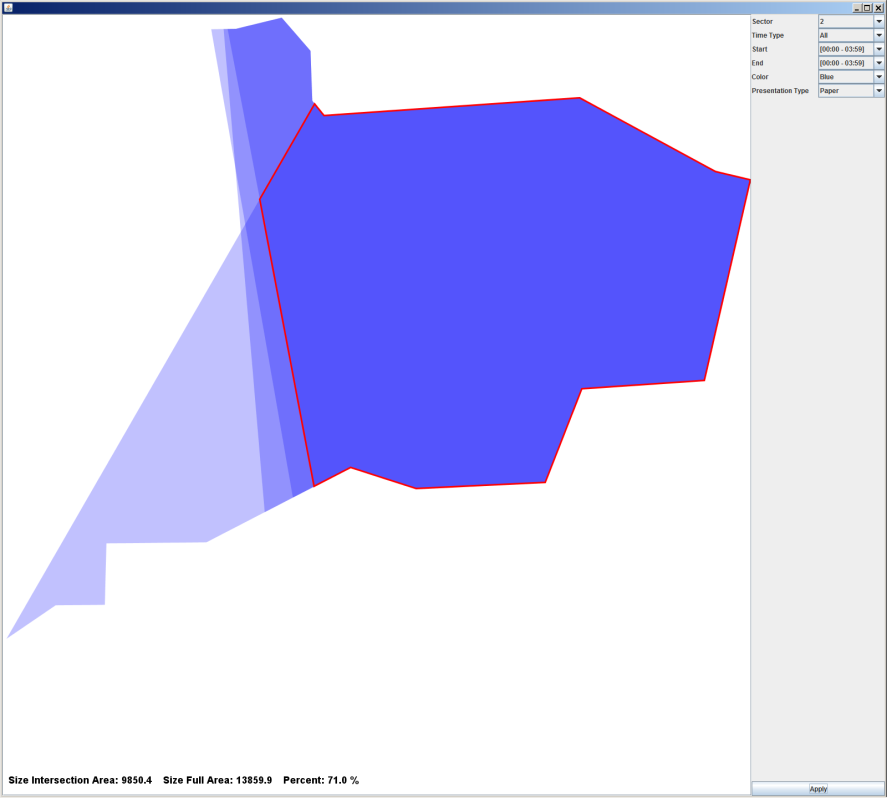 Sector 2
Time Type All
Start [00:00 - 03:59]
End [00:00 - 03:59]
Color Blue
Presentation Type Paper
Size Intersection Area: 9850.4 Size Full Area: 13859.9 Percent: 71.0 %
Apply